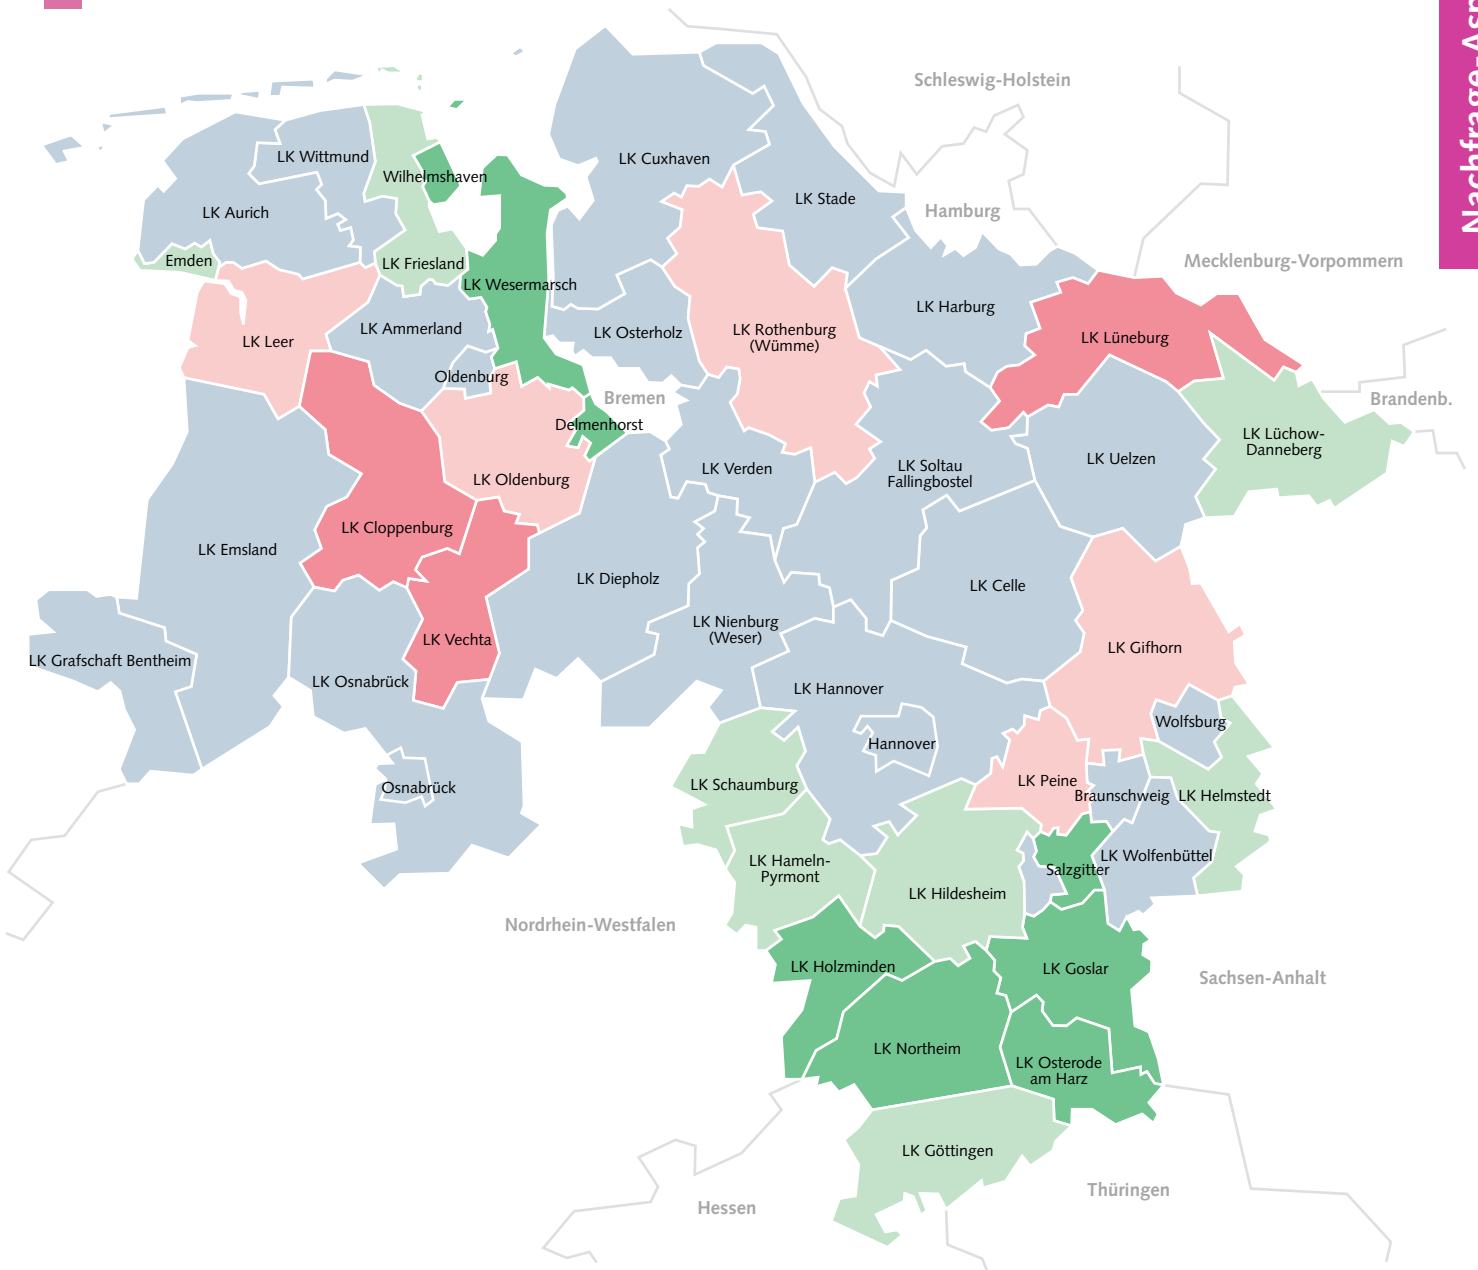 Schleswig-Holstein
LK Cuxhaven
LK Wittmund
Wilhelmshaven
LK Stade
LK Aurich
Hamburg
Emden
LK Friesland
Mecklenburg-Vorpommern
LK Wesermarsch
LK Harburg
LK Ammerland
LK Osterholz
LK Rothenburg
(Wümme)
LK Leer
LK Lüneburg
Oldenburg
Bremen
Brandenb.
Delmenhorst
LK Lüchow-
Danneberg
LK Uelzen
LK Verden
LK Soltau
Fallingbostel
LK Oldenburg
LK Cloppenburg
LK Emsland
LK Diepholz
LK Celle
LK Nienburg
(Weser)
LK Vechta
LK Gifhorn
LK Grafschaft Bentheim
LK Osnabrück
LK Hannover
Wolfsburg
Hannover
LK Peine
LK Schaumburg
Osnabrück
Braunschweig
LK Helmstedt
LK Hameln-
Pyrmont
LK Wolfenbüttel
Salzgitter
LK Hildesheim
Nordrhein-Westfalen
LK Holzminden
LK Goslar
Sachsen-Anhalt
LK Northeim
LK Osterode
am Harz
LK Göttingen
Thüringen
Hessen